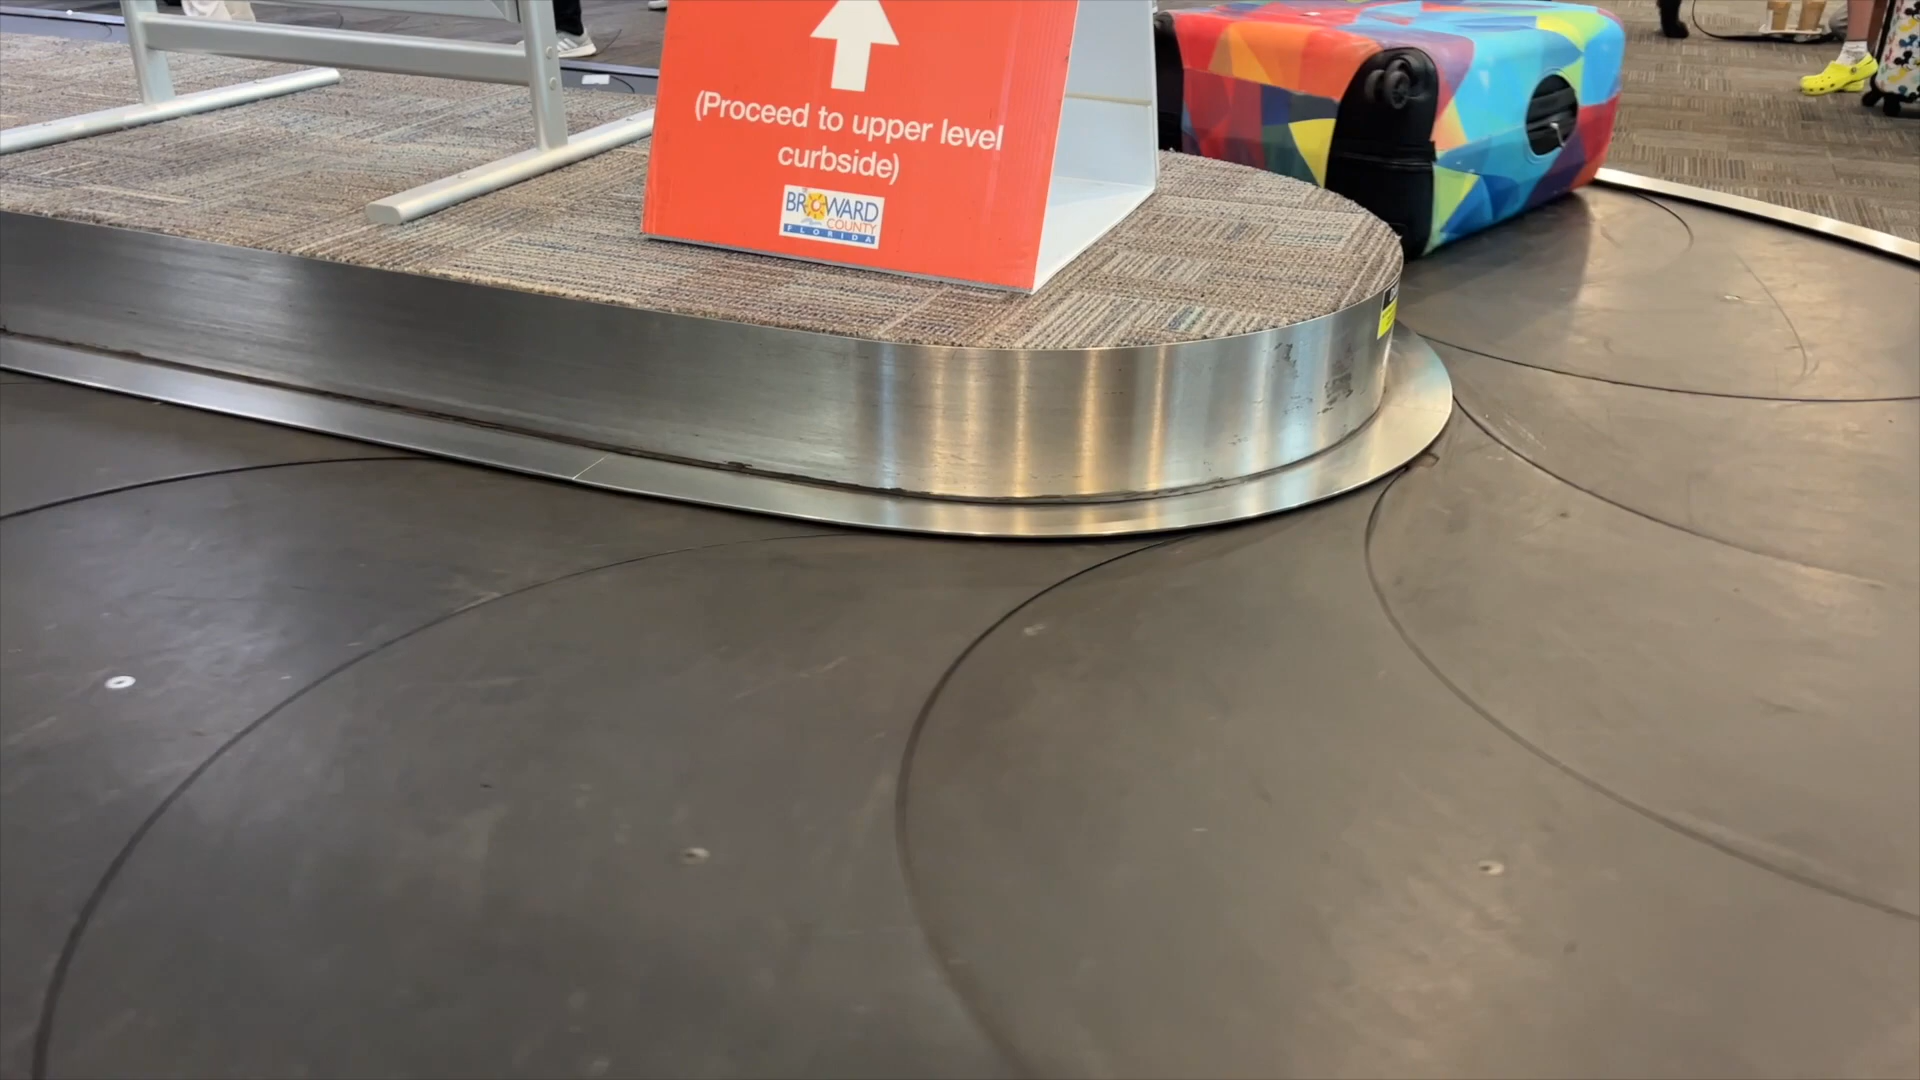 (Proceed to upper level
curbside)
BROWARD
COUNTY
FLORIDA